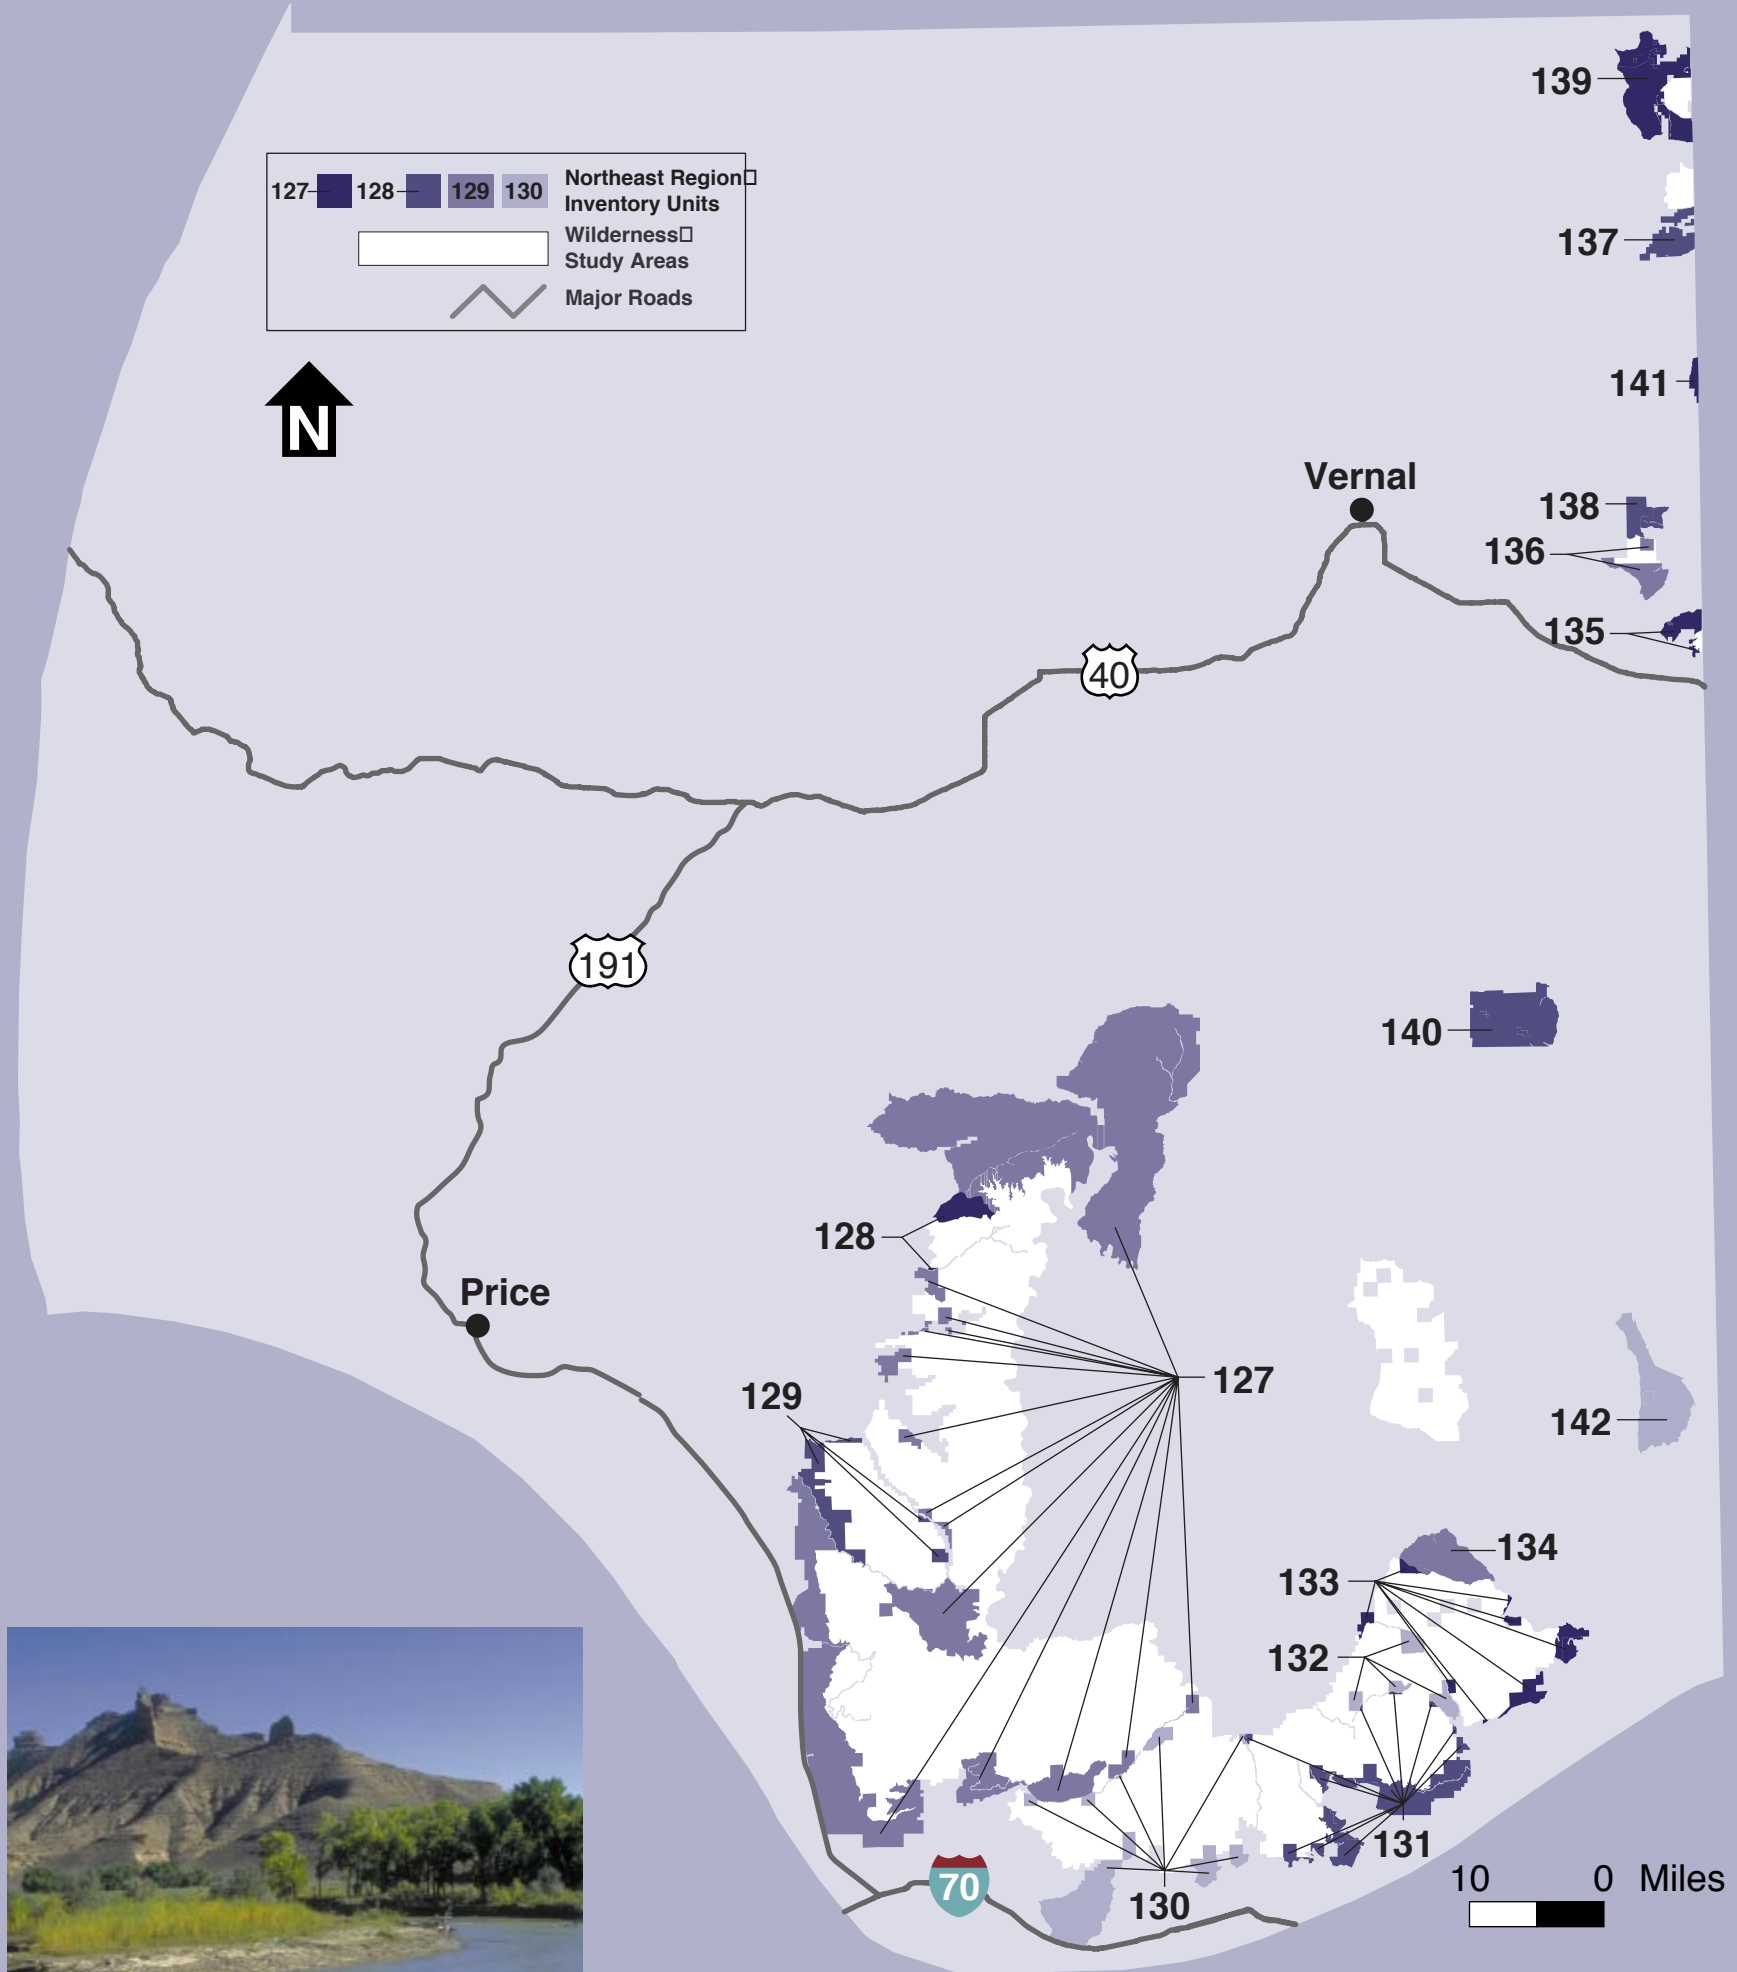 139
127 128 129 130 Northeast Region
Inventory Units
Wilderness
Study Areas
Major Roads
137
N
141
Vernal
138
136
135
40
191
140
128
Price
127
129
142
134
133
132
131
70
130
10 0 Miles